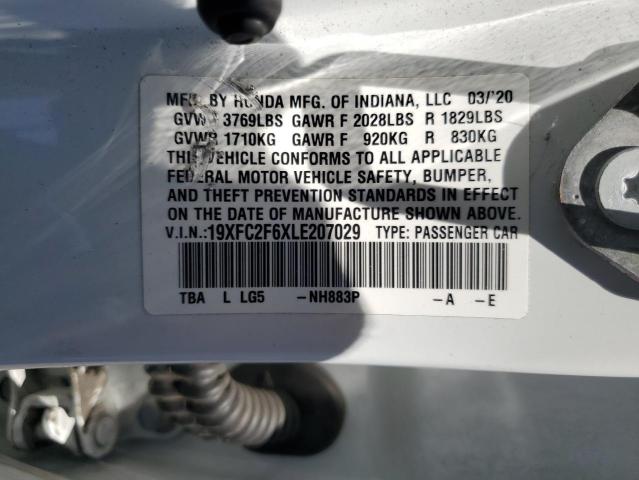 MFD. BY HONDA MFG. OF INDIANA, LLC 03/'20
GVWR 3769LBS GAWR F 2028LBS R 1829LBS
GVWR 1710KG GAWR F 920KG R 830KG
THIS VEHICLE CONFORMS TO ALL APPLICABLE
FEDERAL MOTOR VEHICLE SAFETY, BUMPER,
AND THEFT PREVENTION STANDARDS IN EFFECT
ON THE DATE OF MANUFACTURE SHOWN ABOVE.
V.I.N.:19XFC2F6XLE207029 TYPE: PASSENGER CAR
TBA L LG5 -NH883P -A -E